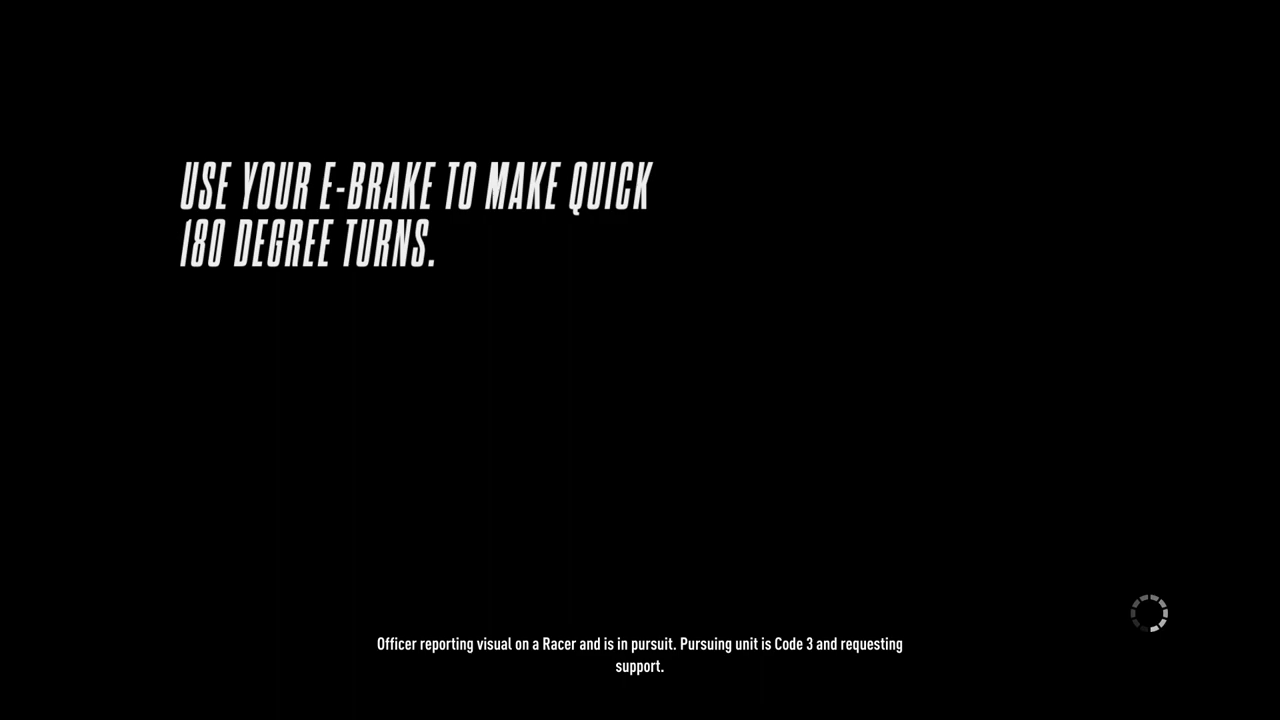 USE YOUR E-BRAKE TO MAKE QUICK
180 DEGREE TURNS.
Officer reporting visual on a Racer and is in pursuit. Pursuing unit is Code 3 and requesting
support.